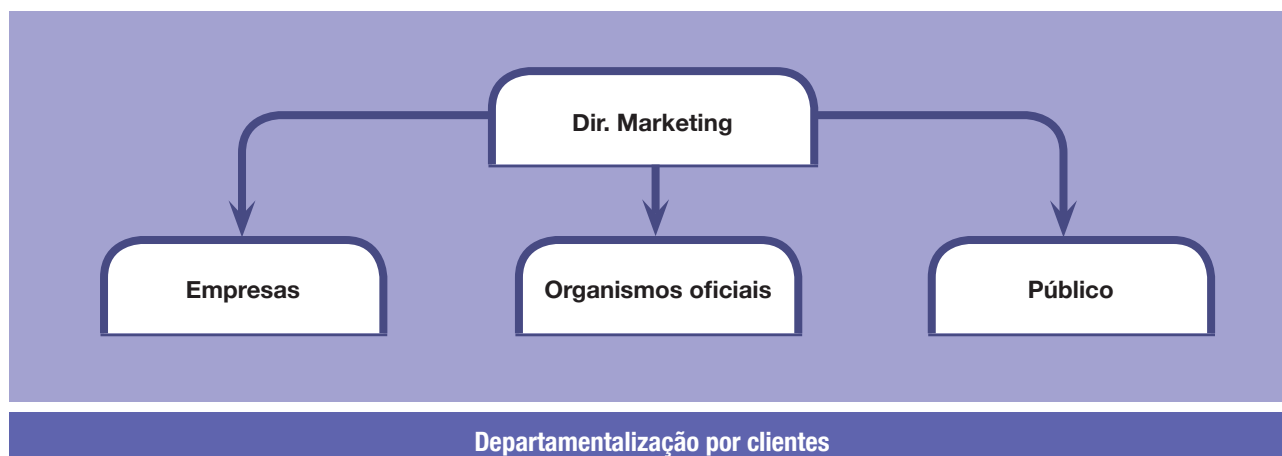 Dir. Marketing
Empresas
Organismos oficiais
Público
Departamentalização por clientes